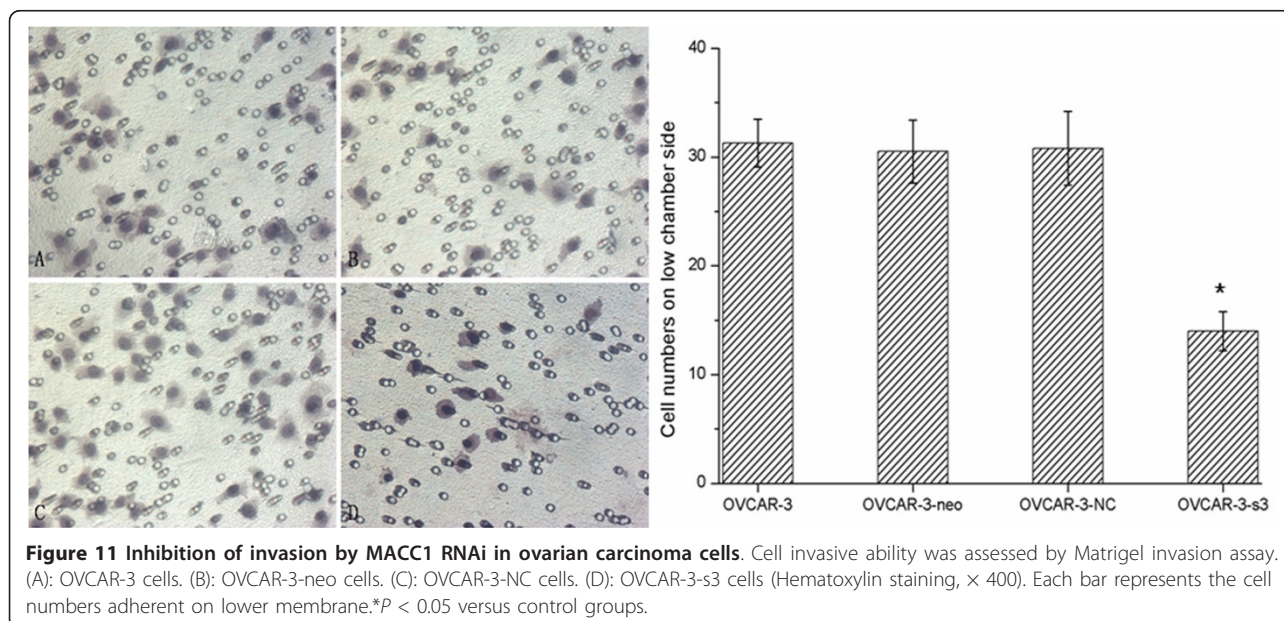 A
B
C
D
40
30
20
10
0
Cell numbers on low chamber side
*
OVCAR-3
OVCAR-3-neo
OVCAR-3-NC
OVCAR-3-s3
Figure 11 Inhibition of invasion by MACC1 RNAi in ovarian carcinoma cells. Cell invasive ability was assessed by Matrigel invasion assay.
(A): OVCAR-3 cells. (B): OVCAR-3-neo cells. (C): OVCAR-3-NC cells. (D): OVCAR-3-s3 cells (Hematoxylin staining, × 400). Each bar represents the cell
numbers adherent on lower membrane.*P < 0.05 versus control groups.